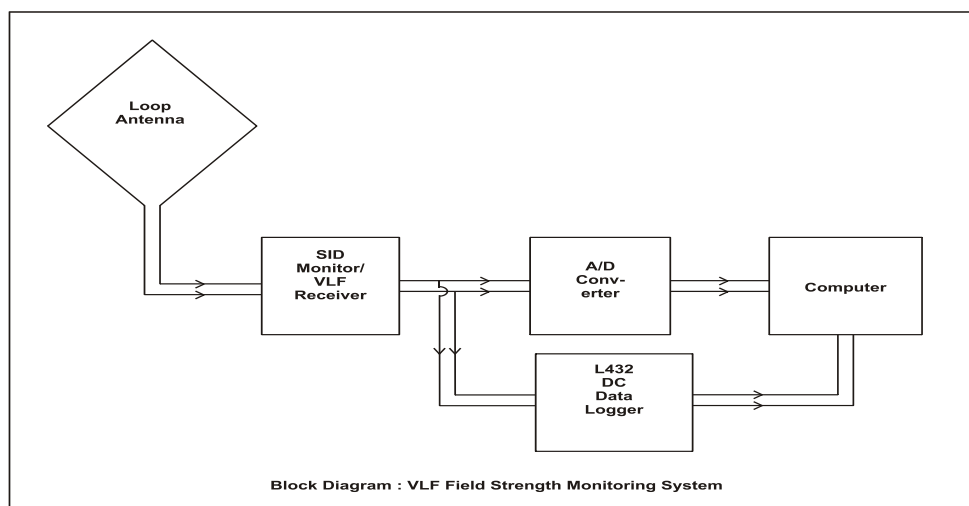 Loop
Antenna
SID
Monitor/
VLF
Receiver
A/D
Conv-
erter
Computer
L432
DC
Data
Logger
Block Diagram : VLF Field Strength Monitoring System